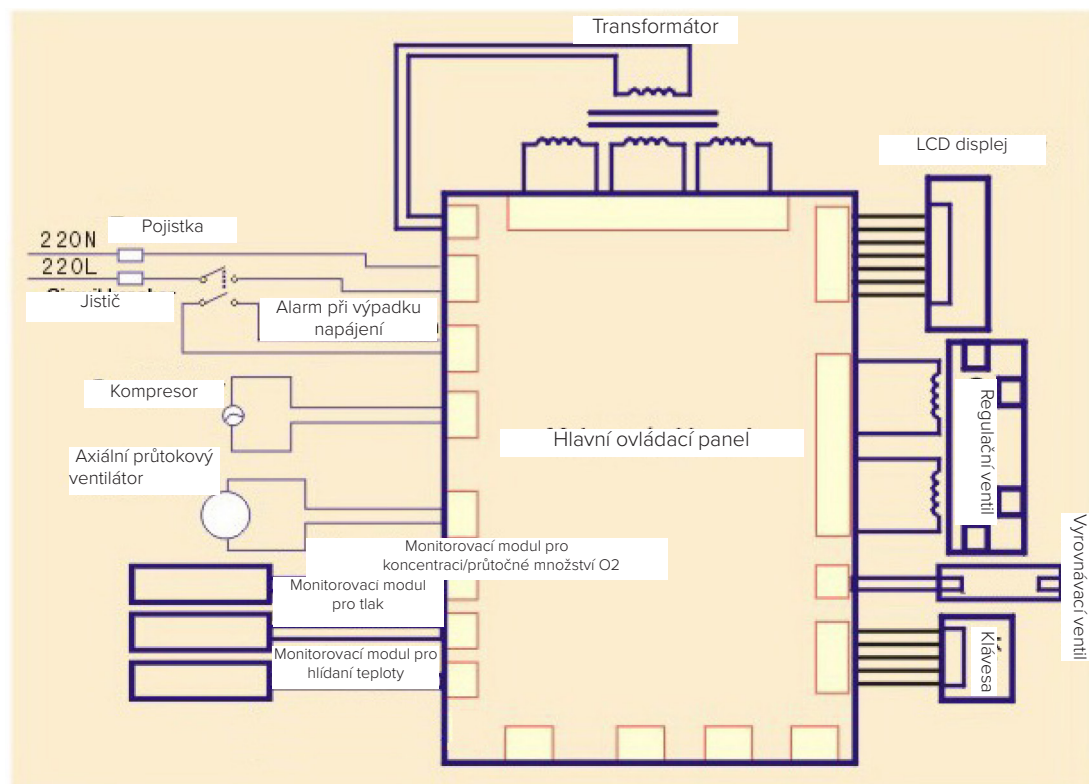 Transformátor
LCD displej
Pojistka
220N
220L
Jistič
Alarm při výpadku
napájení
Kompresor
Hlavní ovládací panel
Regulační ventil
Axiální průtokový
ventilátor
Monitorovací modul pro
koncentraci/průtočné množství O2
Monitorovací modul
pro tlak
Monitorovací modul pro
hlídaní teploty
Vyrovnávací ventil
Klávesa